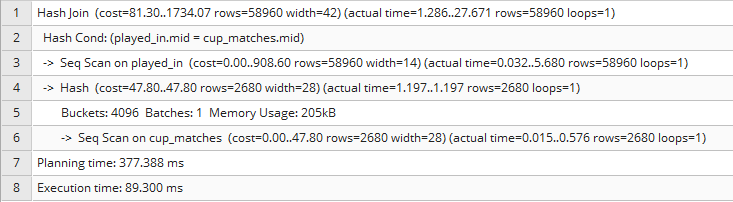 1 Hash Join (cost=81.30..1734.07 rows=58960 width=42) (actual time=1.286..27.671 rows=58960 loops=1)
2 Hash Cond: (played_in.mid = cup_matches.mid)
3 -> Seq Scan on played_in (cost=0.00..908.60 rows=58960 width=14) (actual time=0.032..5.680 rows=58960 loops=1)
4 -> Hash (cost=47.80..47.80 rows=2680 width=28) (actual time=1.197..1.197 rows=2680 loops=1)
5 Buckets: 4096 Batches: 1 Memory Usage: 205kB
6 -> Seq Scan on cup_matches (cost=0.00..47.80 rows=2680 width=28) (actual time=0.015..0.576 rows=2680 loops=1)
7 Planning time: 377.388 ms
8 Execution time: 89.300 ms